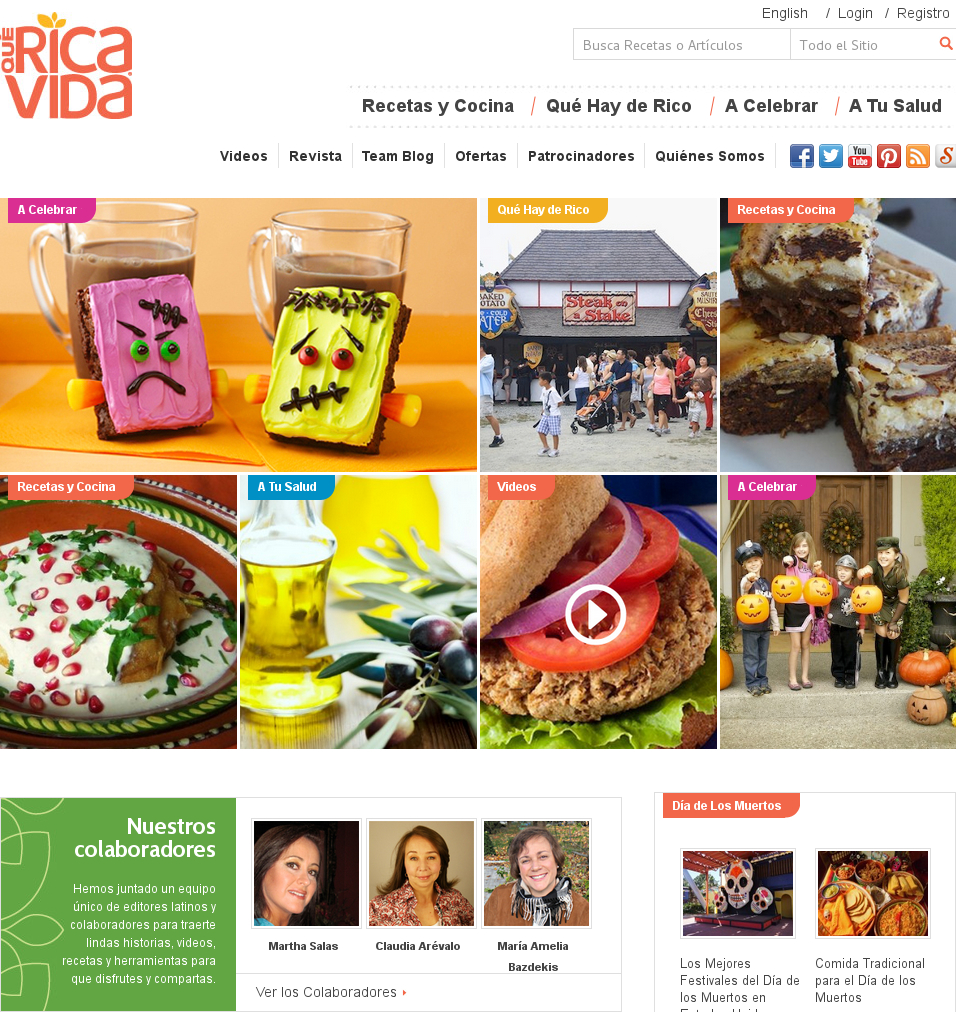 English / Login / Registro
QUE RICA VIDA
Busca Recetas o Artículos
Todo el Sitio
Recetas y Cocina / Qué Hay de Rico / A Celebrar / A Tu Salud
Videos
Revista
Team Blog
Ofertas
Patrocinadores
Quiénes Somos
You Tube
A Celebrar
Qué Hay de Rico
BAKED
POTATO
Steak on
a Stake
Recetas y Cocina
Recetas y Cocina
A Tu Salud
Videos
A Celebrar
Nuestros
colaboradores
Hemos juntado un equipo
único de editores latinos y
colaboradores para traerte
lindas historias, videos,
recetas y herramientas para
que disfrutes y compartas.
Martha Salas
Claudia Arévalo
María Amelia
Bazdekis
Ver los Colaboradores
Día de Los Muertos
Los Mejores
Festivales del Día de
los Muertos en
Comida Tradicional
para el Día de los
Muertos